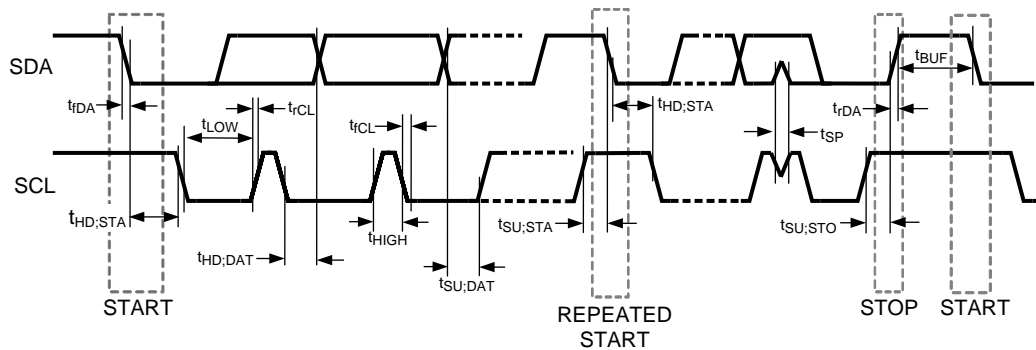 SDA
tfDA
tLOW
trCL
tfCL
tHD;STA
tSP
trDA
tBUF
SCL
tHD;STA
tHD;DAT
tHIGH
tSU;DAT
tSU;STA
tSU;STO
START
REPEATED
START
STOP
START